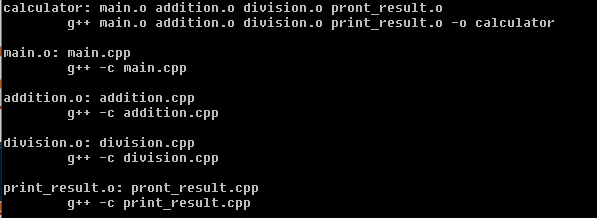 calculator: main.o addition.o division.o pront_result.o
g++ main.o addition.o division.o print_result.o -o calculator
main.o: main.cpp
g++ -c main.cpp
addition.o: addition.cpp
g++ -c addition.cpp
division.o: division.cpp
g++ -c division.cpp
print_result.o: pront_result.cpp
g++ -c print_result.cpp